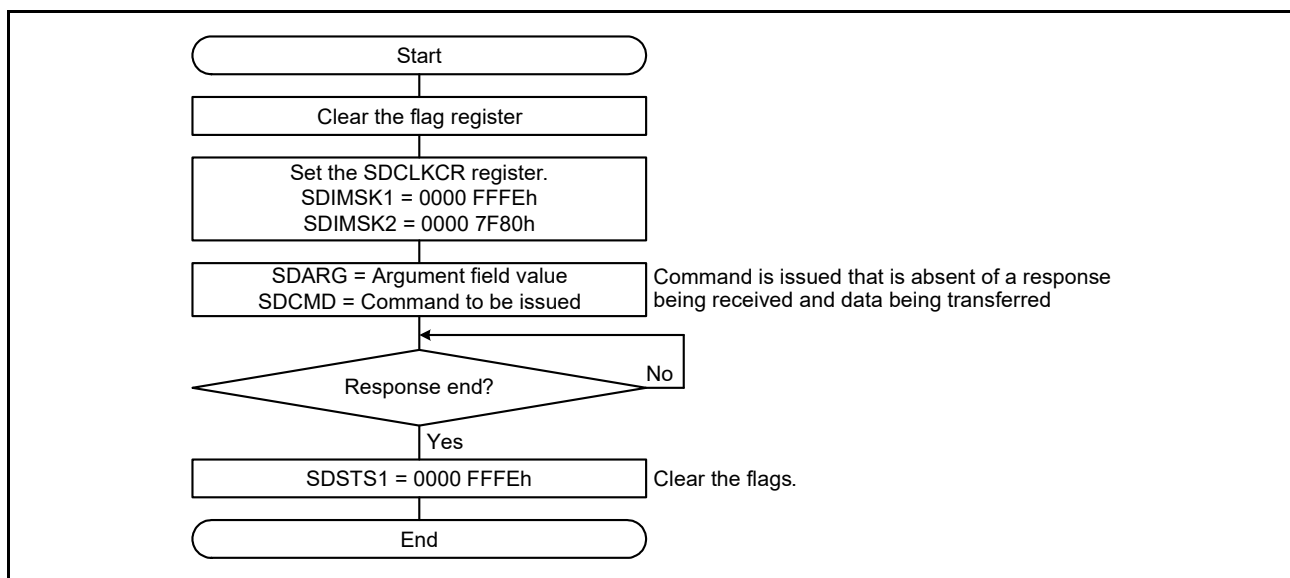 Start
Clear the flag register
Set the SDCLKCR register.
SDIMSK1 = 0000 FFFEh
SDIMSK2 = 0000 7F80h
SDARG = Argument field value
SDCMD = Command to be issued
Command is issued that is absent of a response
being received and data being transferred
Response end?
No
Yes
SDSTS1 = 0000 FFFEh
Clear the flags.
End